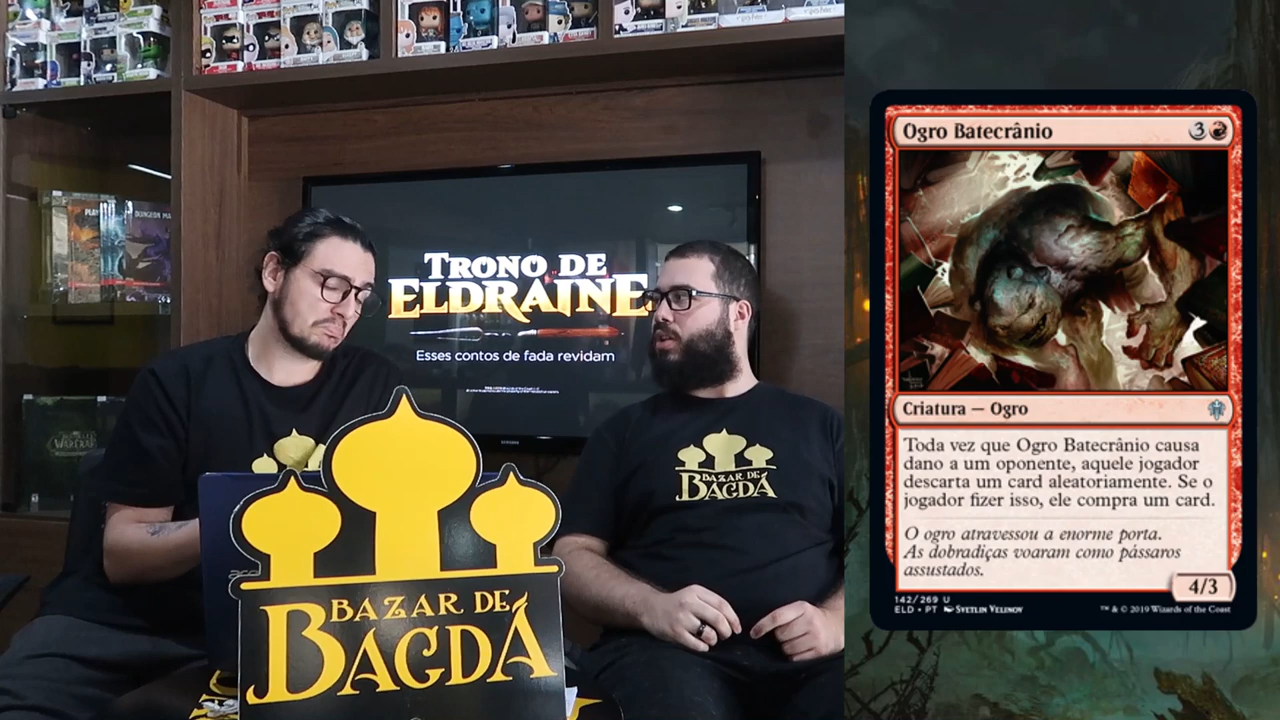 TRONO DE
ELDRAINE
Esses contos de fada revidam
BAZAR DE
BAGDÁ
BAZAR DE
BAGDÁ
Ogro Batecrânio
3
Criatura — Ogro
Toda vez que Ogro Batecrânio causa
dano a um oponente, aquele jogador
descarta um card aleatoriamente. Se o
jogador fizer isso, ele compra um card.
O ogro atravessou a enorme porta.
As dobradiças voaram como pássaros
assustados.
4/3
142/269 U
ELD • PT SVETLIN VELINOV
™ & © 2019 Wizards of the Coast